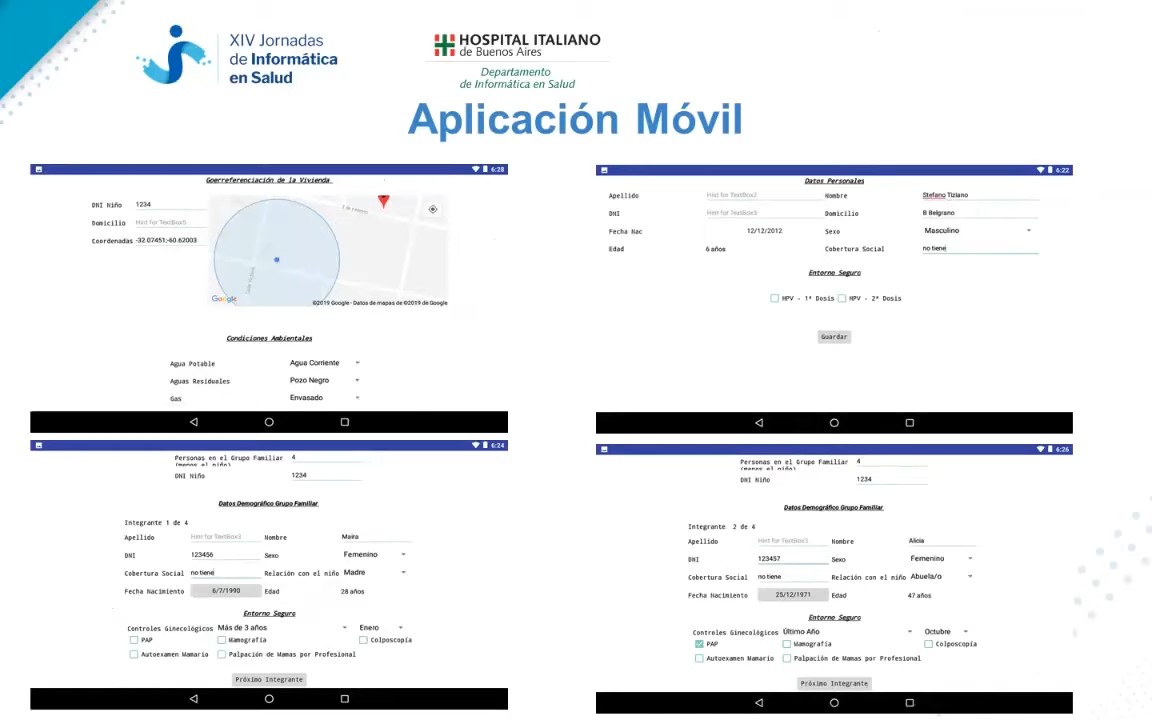 XIV Jornadas
de Informática
en Salud
HOSPITAL ITALIANO
de Buenos Aires
Departamento
de Informática en Salud
Aplicación Móvil
6:28
Goerreferenciación de la Vivienda
DNI Niño 1234
Domicilio Hint for TextBox5
Coordenadas -32.07451;-60.62003
Google
©2019 Google - Datos de mapas de ©2019 de Google
Condiciones Ambientales
Agua Potable Agua Corriente
Aguas Residuales Pozo Negro
Gas Envasado
6:22
Datos Personales
Apellido Hint for TextBox2 Nombre Stefano Tiziano
DNI Hint for TextBox3 Domicilio B Belgrano
Fecha Nac 12/12/2012 Sexo Masculino
Edad 6 años Cobertura Social no tiene
Entorno Seguro
HPV - 1ª Dosis HPV - 2ª Dosis
Guardar
6:24
Personas en el Grupo Familiar 4
(menos el niño)
DNI Niño 1234
Datos Demográfico Grupo Familiar
Integrante 1 de 4
Apellido Hint for TextBox3 Nombre Maira
DNI 123456 Sexo Femenino
Cobertura Social no tiene Relación con el niño Madre
Fecha Nacimiento 6/7/1990 Edad 28 años
Entorno Seguro
Controles Ginecológicos Más de 3 años Enero
PAP Mamografía Colposcopía
Autoexamen Mamaria Palpación de Mamas por Profesional
Próximo Integrante
6:26
Personas en el Grupo Familiar 4
(menos el niño)
DNI Niño 1234
Datos Demográfico Grupo Familiar
Integrante 2 de 4
Apellido Hint for TextBox3 Nombre Alicia
DNI 123457 Sexo Femenino
Cobertura Social no tiene Relación con el niño Abuela/o
Fecha Nacimiento 25/12/1971 Edad 47 años
Entorno Seguro
Controles Ginecológicos Último Año Octubre
PAP Mamografía Colposcopía
Autoexamen Mamario Palpación de Mamas por Profesional
Próximo Integrante